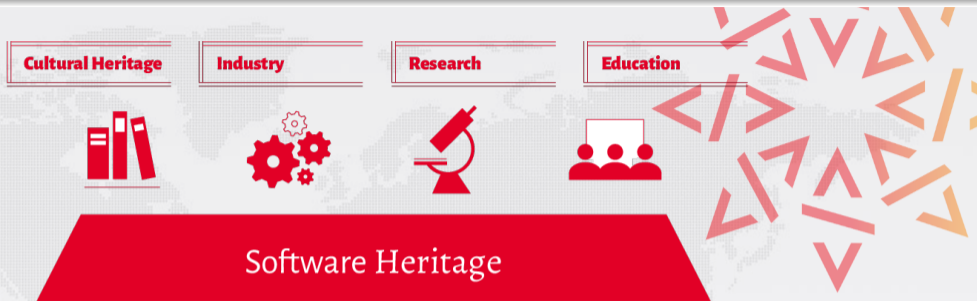 Cultural Heritage
Industry
Research
Education
Software Heritage